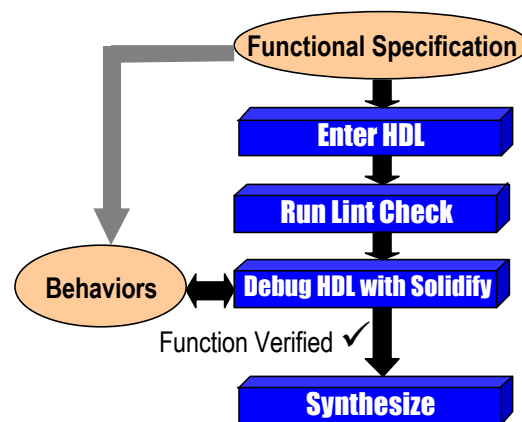 Functional Specification
Enter HDL
Run Lint Check
Behaviors
Debug HDL with Solidify
Function Verified ✓
Synthesize